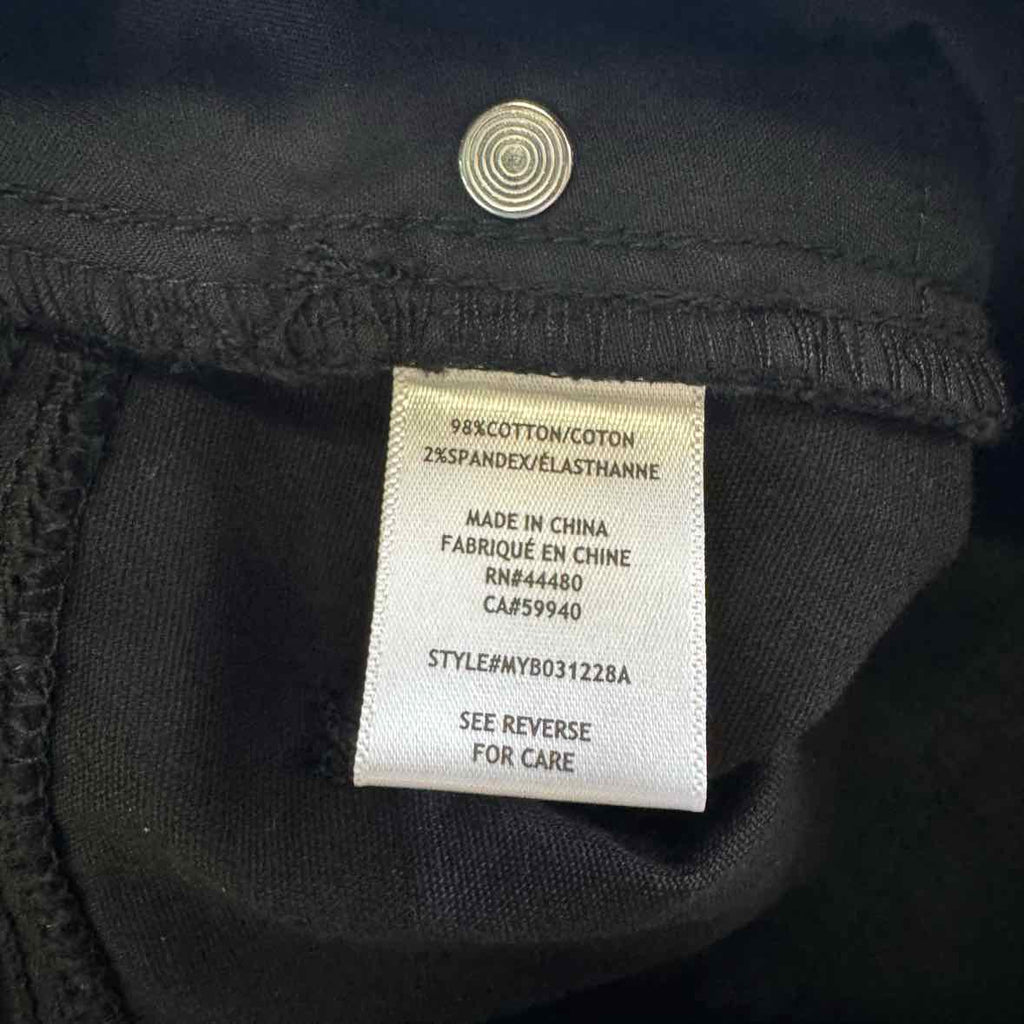 98%COTTON/COTON
2%SPANDEX/ÉLASTHANNE
MADE IN CHINA
FABRIQUÉ EN CHINE
RN#44480
CA#59940
STYLE#MYB031228A
SEE REVERSE
FOR CARE